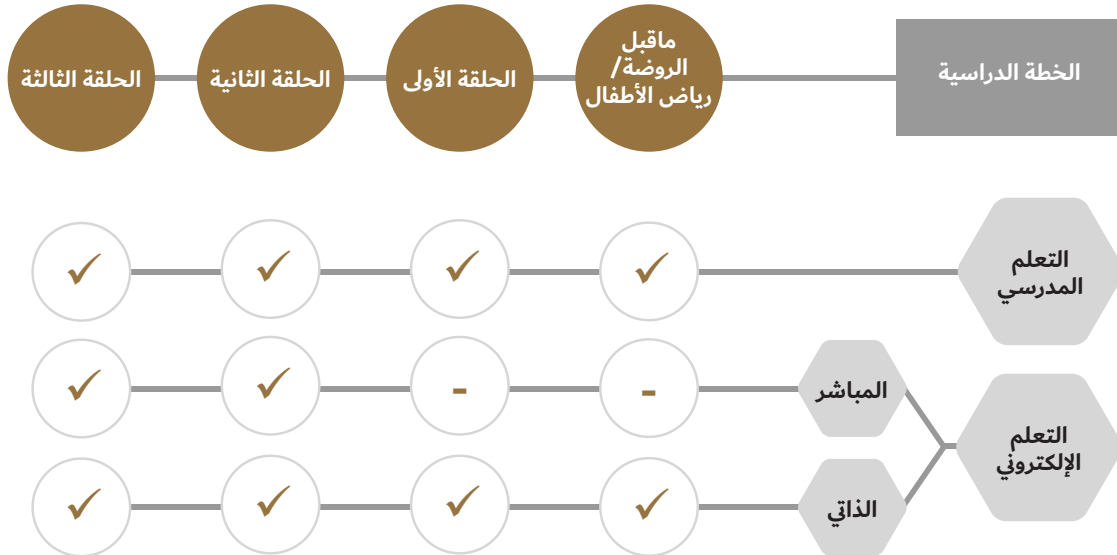 الخطة الدراسية
ماقبل
الروضة/
رياض الأطفال
الحلقة الأولى
الحلقة الثانية
الحلقة الثالثة
التعلم
المدرسي
✓ ✓ ✓ ✓
التعلم
الإلكتروني
المباشر
- - ✓ ✓
الذاتي
✓ ✓ ✓ ✓